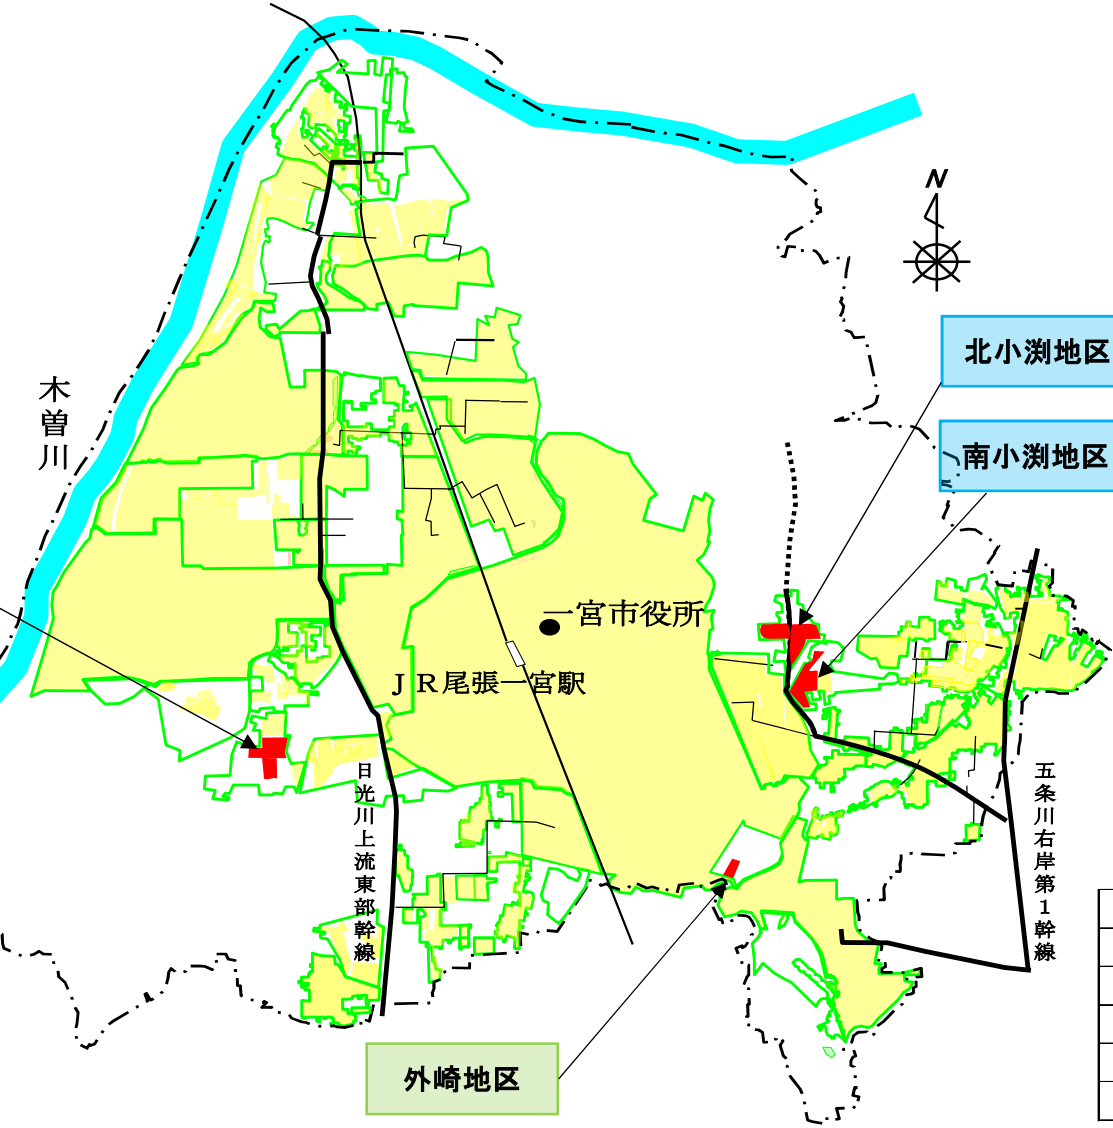 N
北小渕地区
木曽川
南小渕地区
一宮市役所
ＪＲ尾張一宮駅
日光川上流東部幹線
五条川右岸第１幹線
外崎地区